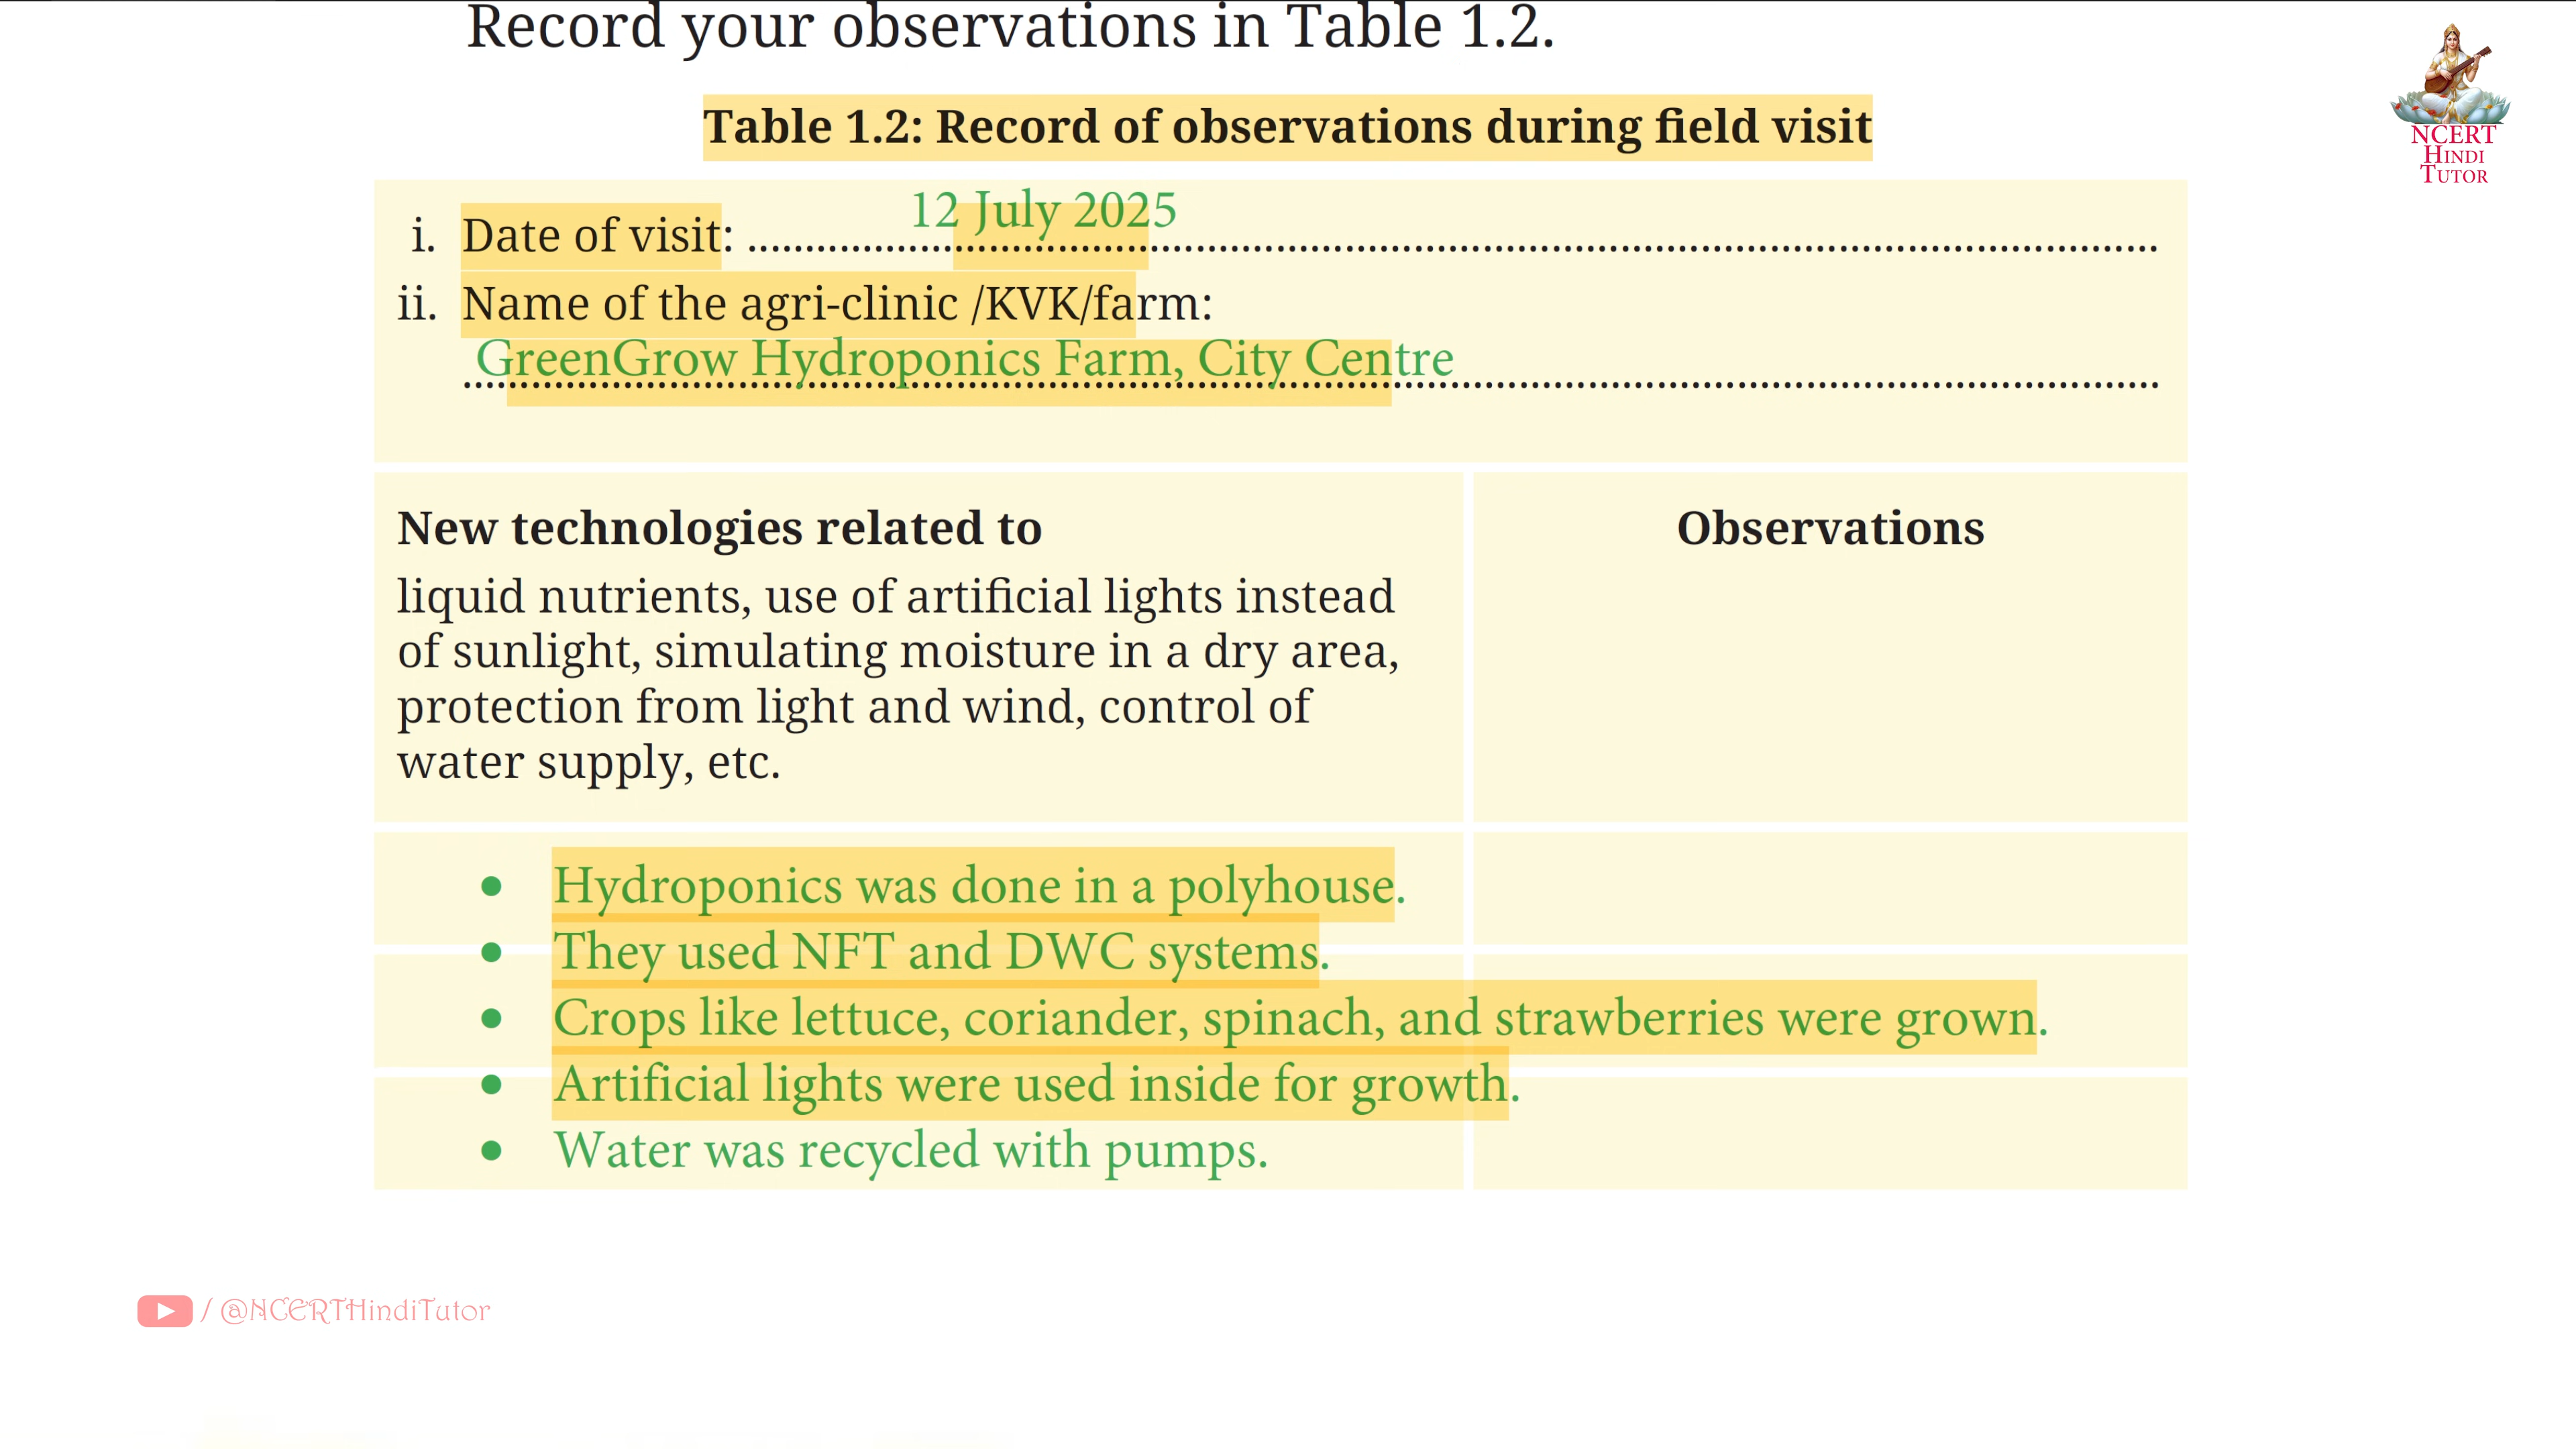 Record your observations in Table 1.2.
NCERT
HINDI
TUTOR
Table 1.2: Record of observations during field visit
i. Date of visit: 12 July 2025
ii. Name of the agri-clinic /KVK/farm:
GreenGrow Hydroponics Farm, City Centre
New technologies related to
liquid nutrients, use of artificial lights instead
of sunlight, simulating moisture in a dry area,
protection from light and wind, control of
water supply, etc.
Observations
• Hydroponics was done in a polyhouse.
• They used NFT and DWC systems.
• Crops like lettuce, coriander, spinach, and strawberries were grown.
• Artificial lights were used inside for growth.
• Water was recycled with pumps.
/ @NCERTHindiTutor